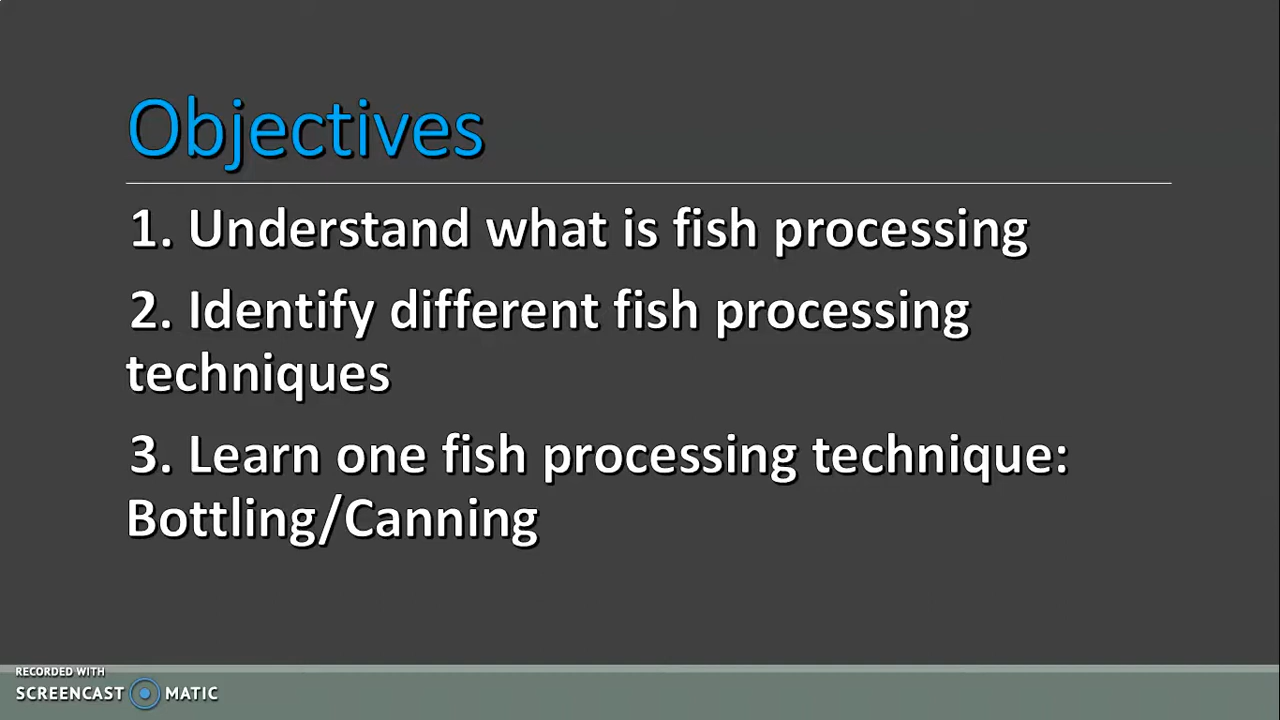 Objectives
1. Understand what is fish processing
2. Identify different fish processing
techniques
3. Learn one fish processing technique:
Bottling/Canning
RECORDED WITH
SCREENCAST MATIC